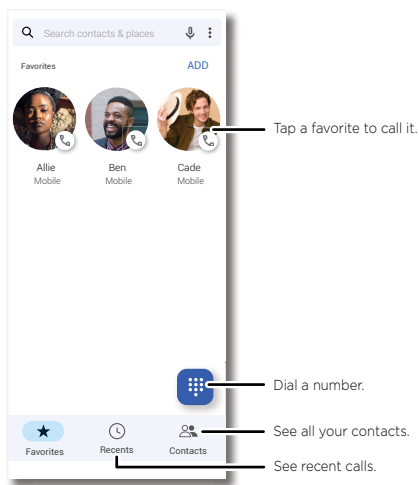 Search contacts & places
Favorites ADD
Tap a favorite to call it.
Allie Ben Cade
Mobile Mobile Mobile
Dial a number.
See all your contacts.
Favorites Recents Contacts
See recent calls.